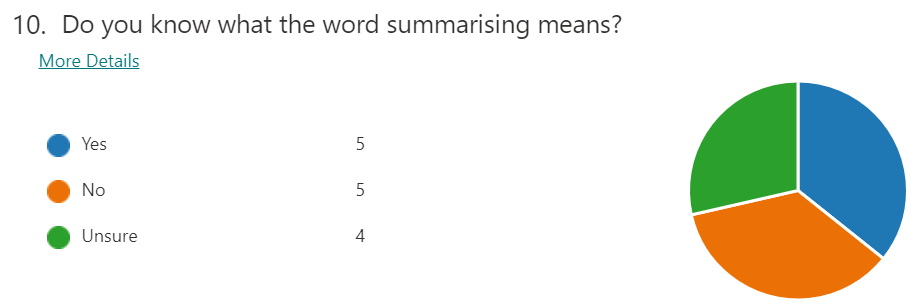 10. Do you know what the word summarising means?
More Details
Yes 5
No 5
Unsure 4